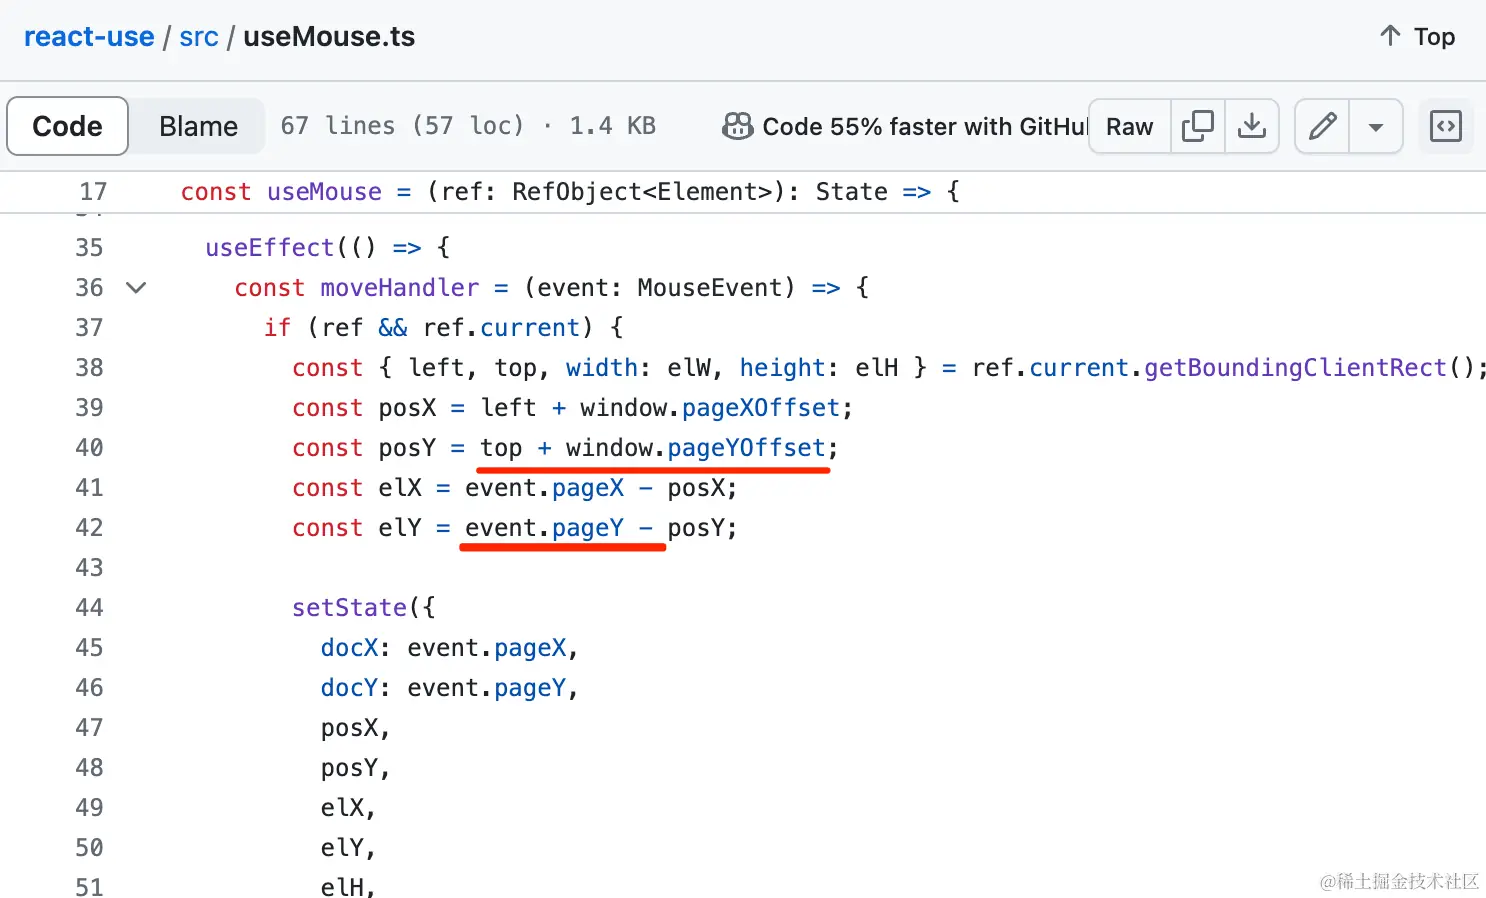 react-use / src / useMouse.ts
Top
Code Blame 67 lines (57 loc) · 1.4 KB Code 55% faster with GitHu Raw
17 const useMouse = (ref: RefObject<Element>): State => {
35 useEffect(() => {
36 const moveHandler = (event: MouseEvent) => {
37 if (ref && ref.current) {
38 const { left, top, width: elW, height: elH } = ref.current.getBoundingClientRect();
39 const posX = left + window.pageXOffset;
40 const posY = top + window.pageYOffset;
41 const elX = event.pageX - posX;
42 const elY = event.pageY - posY;
43
44 setState({
45 docX: event.pageX,
46 docY: event.pageY,
47 posX,
48 posY,
49 elX,
50 elY,
51 elH,
@稀土掘金技术社区